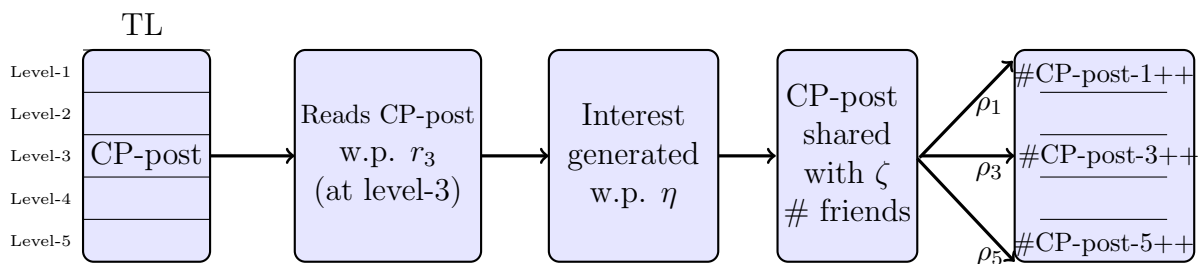 TL
Level-1
Level-2
Level-3
Level-4
Level-5
CP-post
Reads CP-post
w.p. r₃
(at level-3)
Interest
generated
w.p. η
CP-post
shared
with ζ
# friends
ρ₁
ρ₃
ρ₅
#CP-post-1++
#CP-post-3++
#CP-post-5++